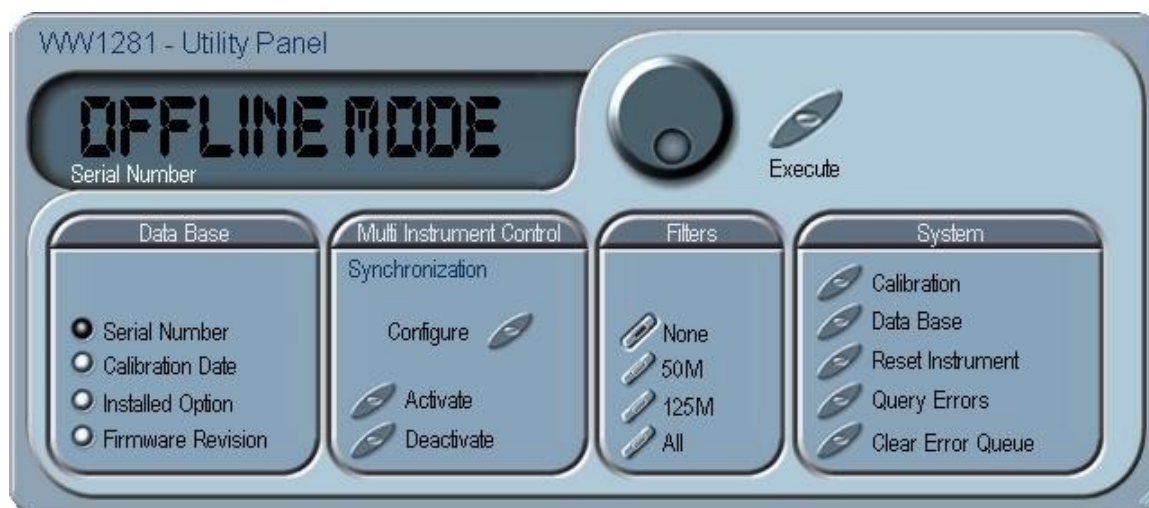 WW1281 - Utility Panel
OFFLINE MODE
Serial Number
Execute
Data Base
Serial Number
Calibration Date
Installed Option
Firmware Revision
Multi Instrument Control
Synchronization
Configure
Activate
Deactivate
Filters
None
50M
125M
All
System
Calibration
Data Base
Reset Instrument
Query Errors
Clear Error Queue